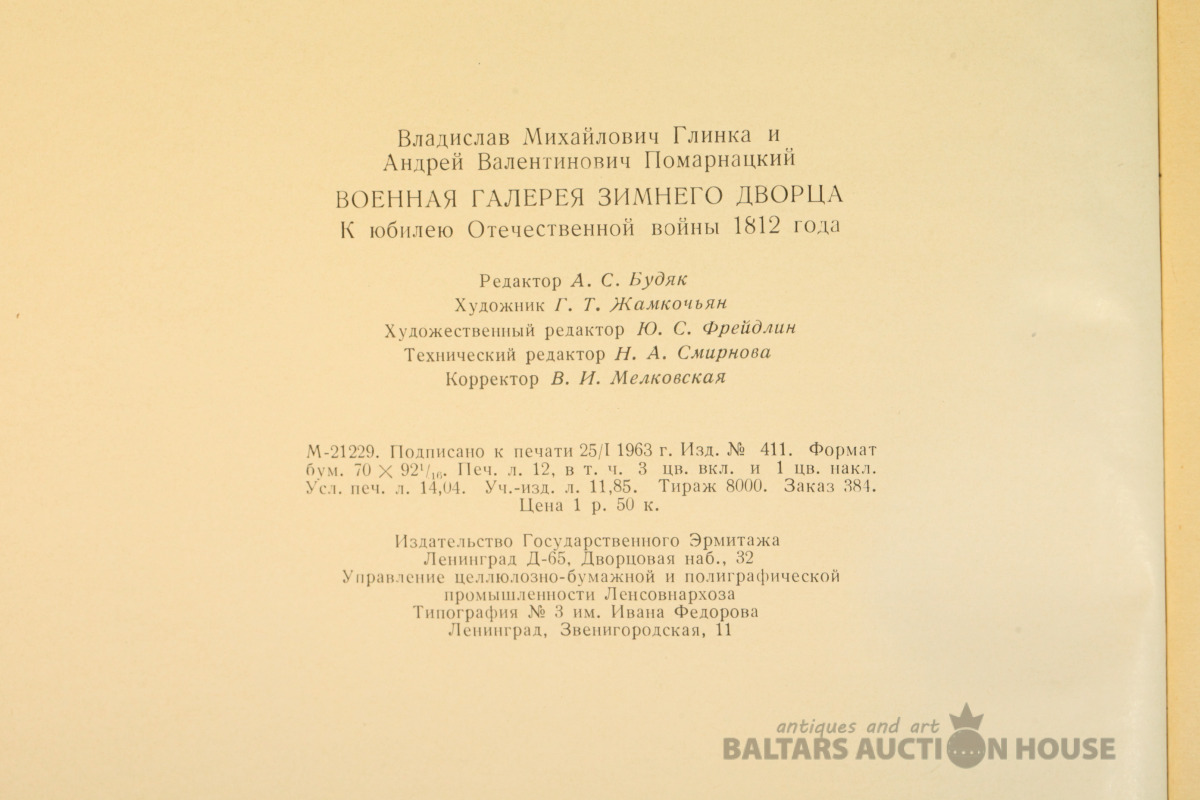 Владислав Михайлович Глинка и
Андрей Валентинович Помарнацкий
ВОЕННАЯ ГАЛЕРЕЯ ЗИМНЕГО ДВОРЦА
К юбилею Отечественной войны 1812 года
Редактор А. С. Будяк
Художник Г. Т. Жамкочьян
Художественный редактор Ю. С. Фрейдлин
Технический редактор Н. А. Смирнова
Корректор В. И. Мелковская
М-21229. Подписано к печати 25/I 1963 г. Изд. № 411. Формат
бум. 70 × 92¹/₁₆. Печ. л. 12, в т. ч. 3 цв. вкл. и 1 цв. накл.
Усл. печ. л. 14,04. Уч.-изд. л. 11,85. Тираж 8000. Заказ 384.
Цена 1 р. 50 к.
Издательство Государственного Эрмитажа
Ленинград Д-65, Дворцовая наб., 32
Управление целлюлозно-бумажной и полиграфической
промышленности Ленсовнархоза
Типография № 3 им. Ивана Федорова
Ленинград, Звенигородская, 11
antiques and art
BALTARS AUCTION HOUSE